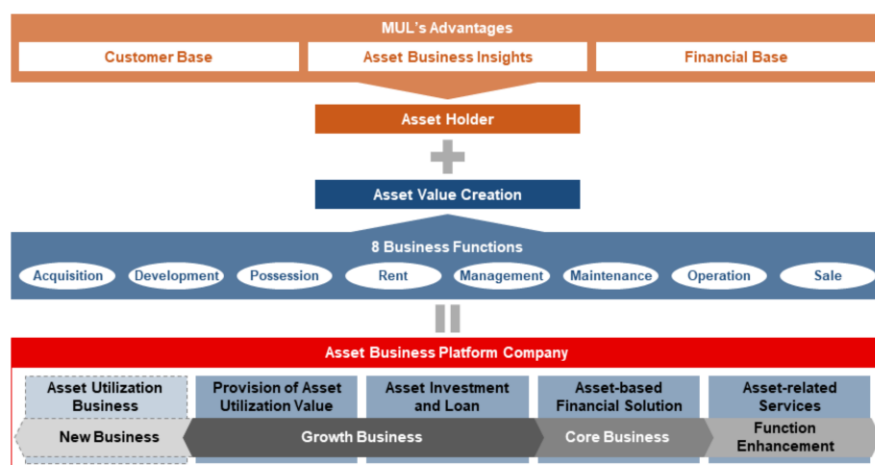 MUL's Advantages
Customer Base
Asset Business Insights
Financial Base
Asset Holder
Asset Value Creation
8 Business Functions
Acquisition
Development
Possession
Rent
Management
Maintenance
Operation
Sale
Asset Business Platform Company
Asset Utilization
Business
Provision of Asset
Utilization Value
Asset Investment
and Loan
Asset-based
Financial Solution
Asset-related
Services
New Business
Growth Business
Core Business
Function
Enhancement